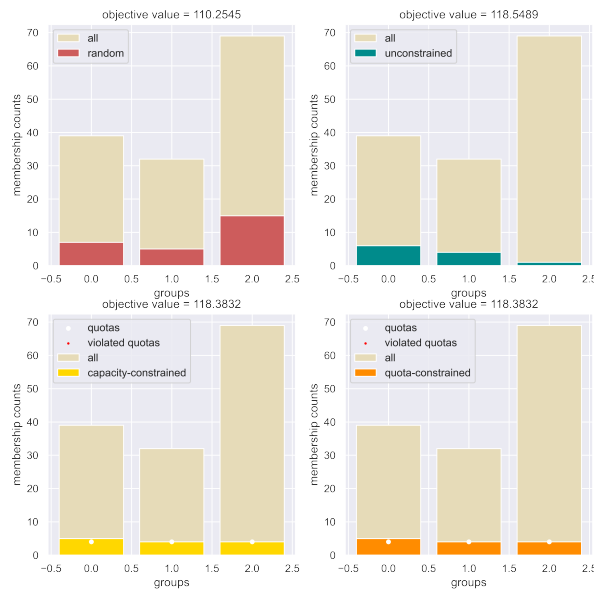 objective value = 110.2545
all
random
membership counts
70
60
50
40
30
20
10
0
−0.5 0.0 0.5 1.0 1.5 2.0 2.5
groups
objective value = 118.5489
all
unconstrained
membership counts
70
60
50
40
30
20
10
0
−0.5 0.0 0.5 1.0 1.5 2.0 2.5
groups
objective value = 118.3832
quotas
violated quotas
all
capacity-constrained
membership counts
70
60
50
40
30
20
10
0
−0.5 0.0 0.5 1.0 1.5 2.0 2.5
groups
objective value = 118.3832
quotas
violated quotas
all
quota-constrained
membership counts
70
60
50
40
30
20
10
0
−0.5 0.0 0.5 1.0 1.5 2.0 2.5
groups